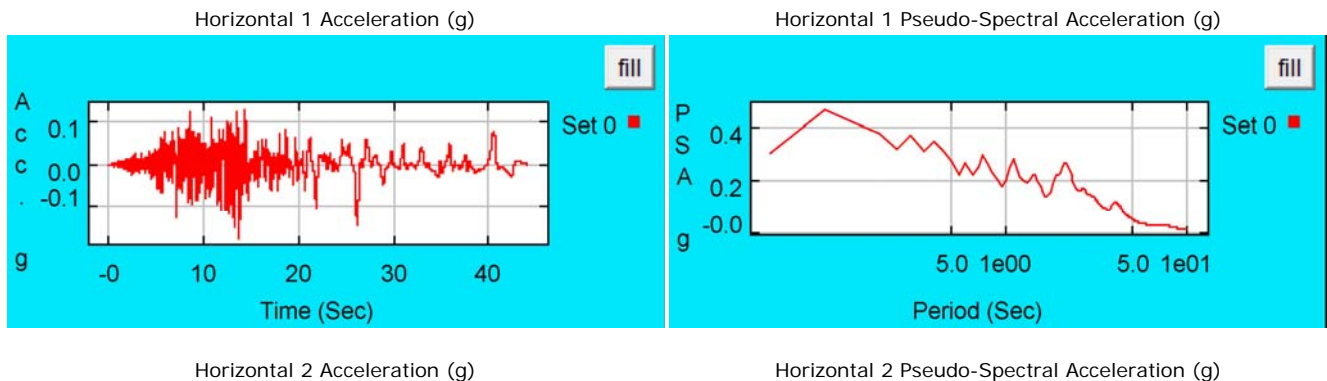 Horizontal 1 Acceleration (g)
Horizontal 1 Pseudo-Spectral Acceleration (g)
fill
Acc. g
0.1
0.0
-0.1
Set 0
-0 10 20 30 40
Time (Sec)
fill
PSA g
0.4
0.2
-0.0
Set 0
5.0 1e00 5.0 1e01
Period (Sec)
Horizontal 2 Acceleration (g)
Horizontal 2 Pseudo-Spectral Acceleration (g)